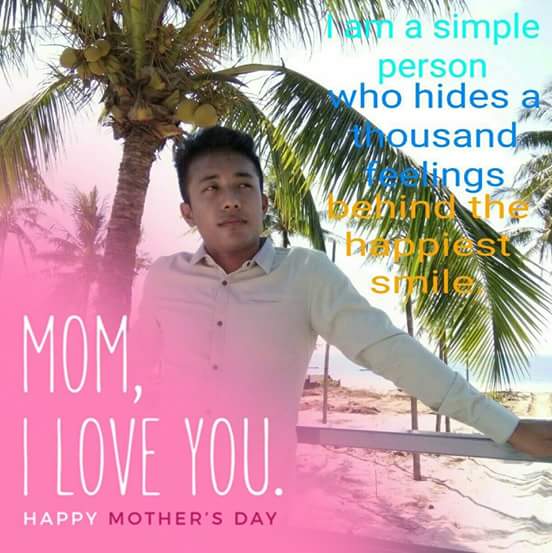 I am a simple
person
who hides a
thousand
feelings
behind the
happiest
smile
MOM,
I LOVE YOU.
HAPPY MOTHER'S DAY